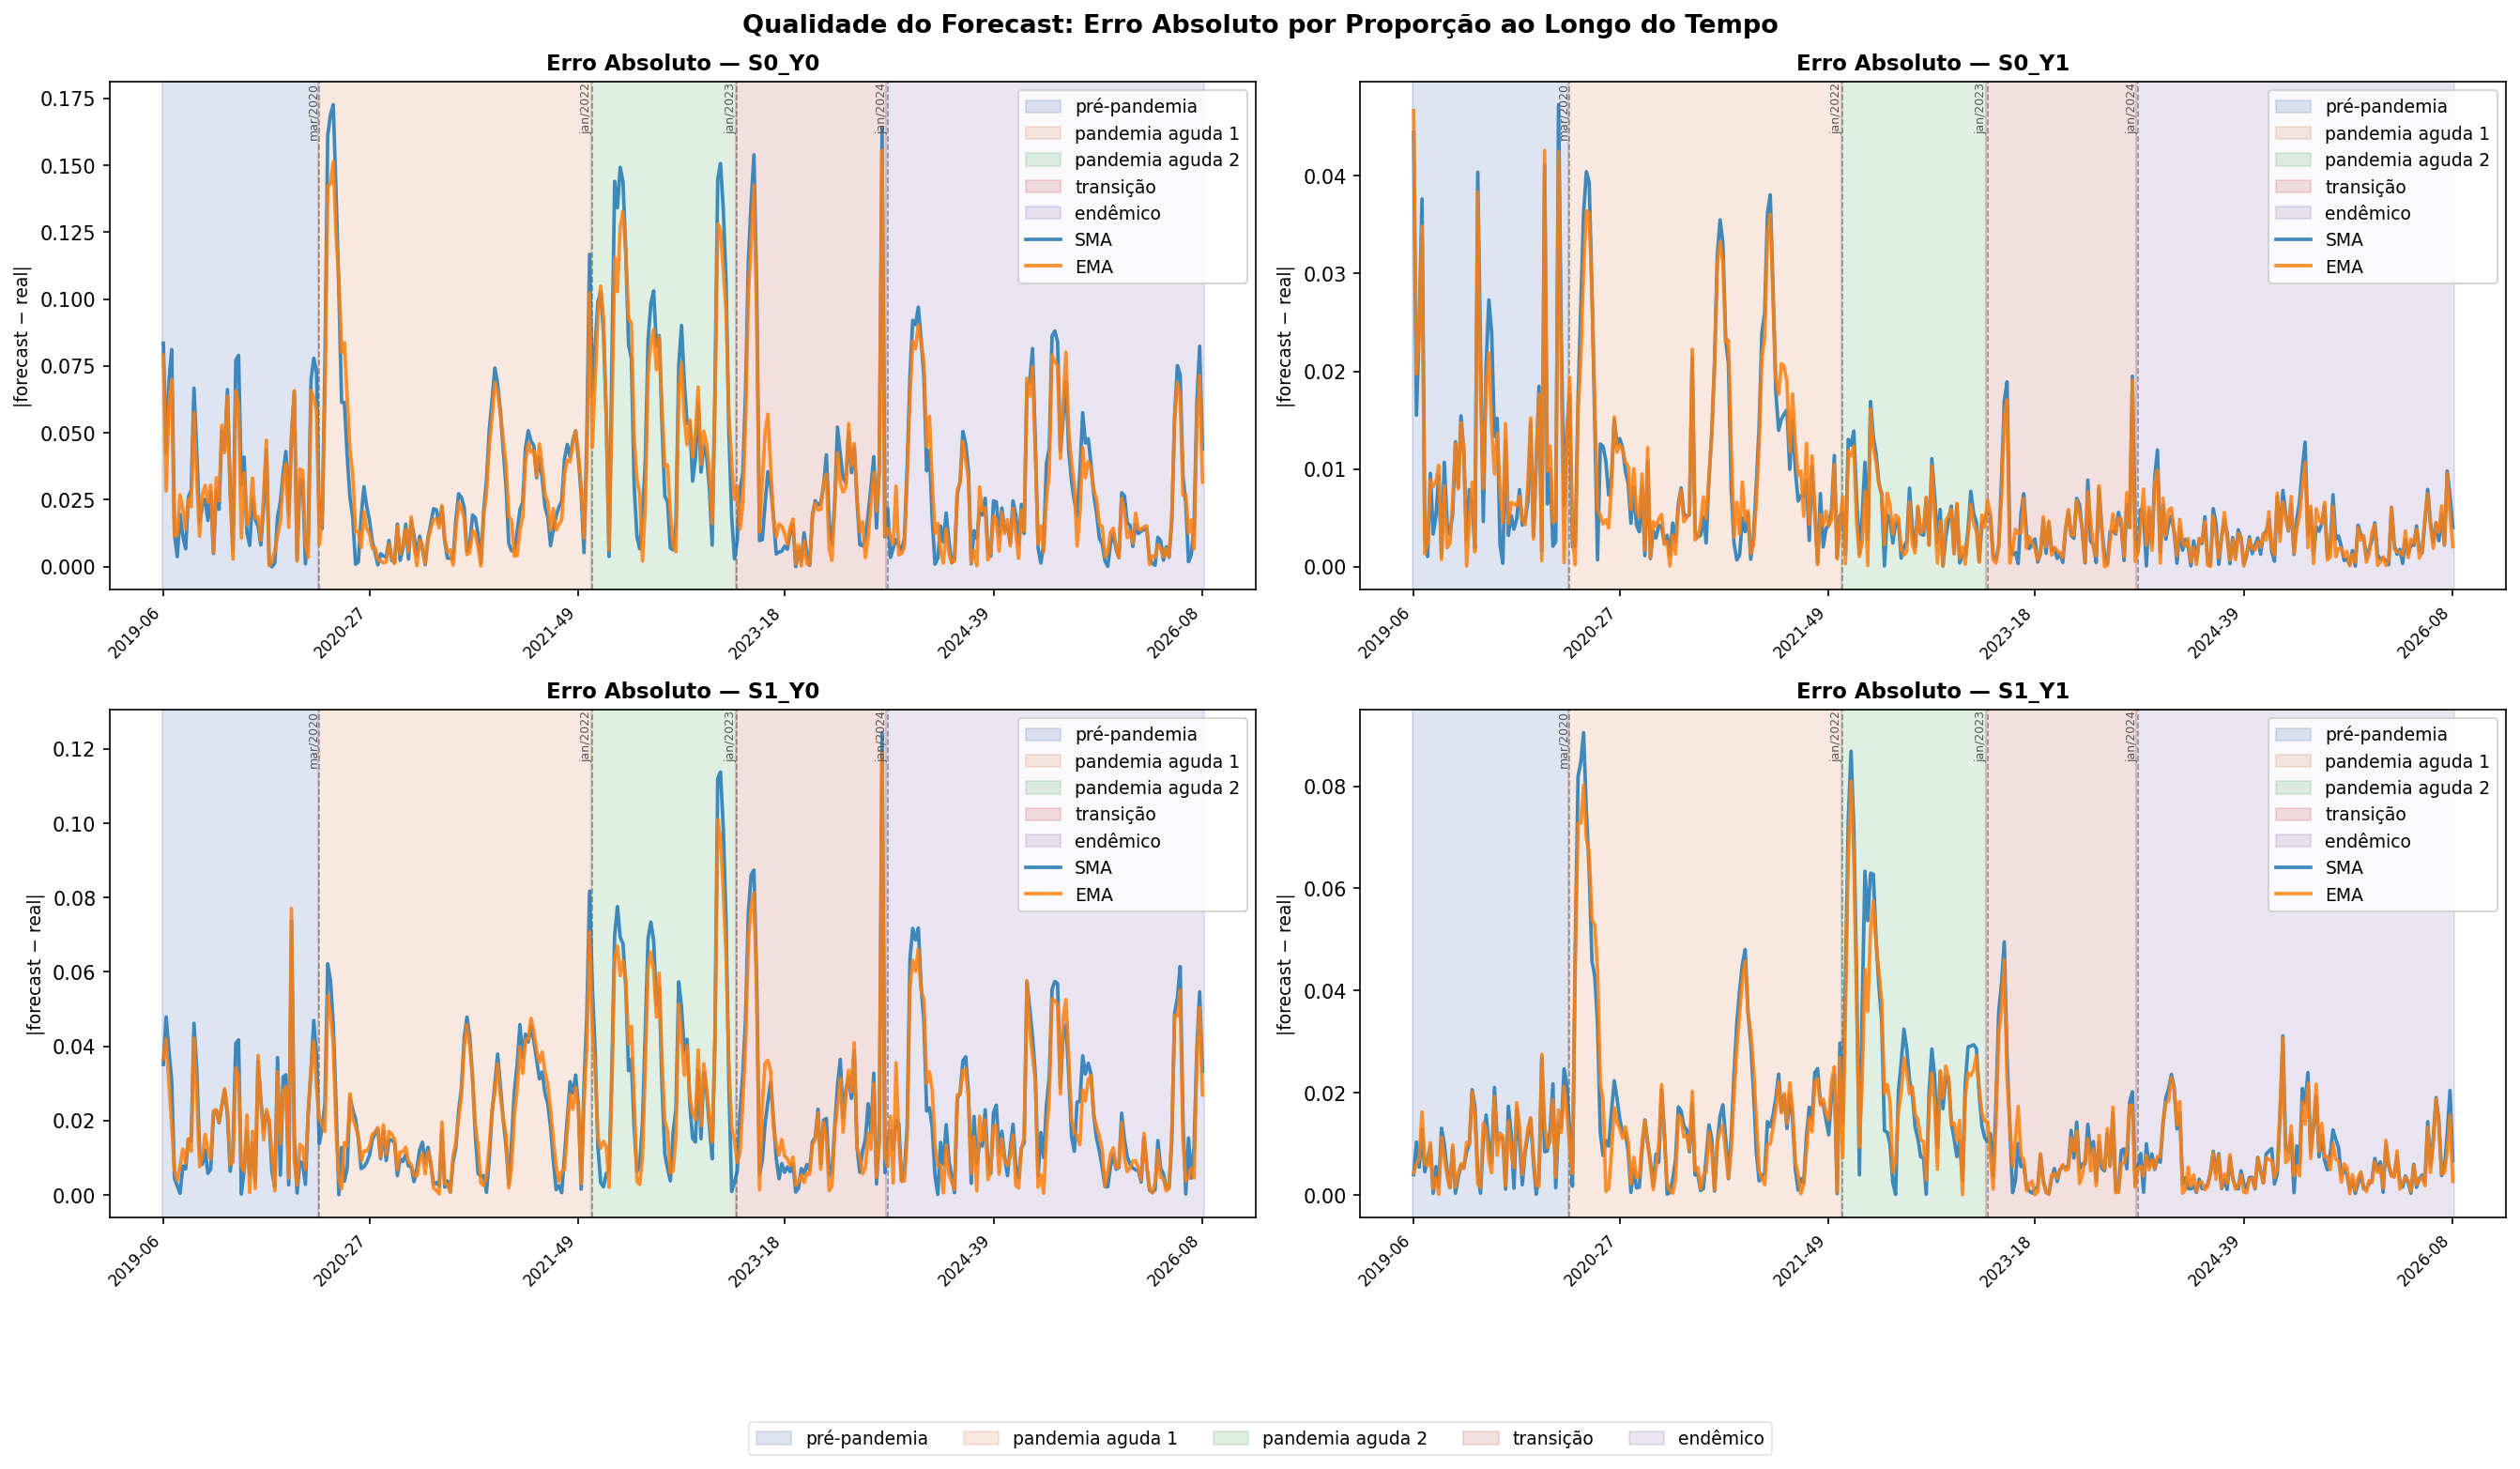 Qualidade do Forecast: Erro Absoluto por Proporção ao Longo do Tempo
Erro Absoluto — S0_Y0
|forecast − real|
0.175
0.150
0.125
0.100
0.075
0.050
0.025
0.000
mar/2020
jan/2022
jan/2023
jan/2024
pré-pandemia
pandemia aguda 1
pandemia aguda 2
transição
endêmico
SMA
EMA
2019-06
2020-27
2021-49
2023-18
2024-39
2026-08
Erro Absoluto — S0_Y1
|forecast − real|
0.04
0.03
0.02
0.01
0.00
mar/2020
jan/2022
jan/2023
jan/2024
pré-pandemia
pandemia aguda 1
pandemia aguda 2
transição
endêmico
SMA
EMA
2019-06
2020-27
2021-49
2023-18
2024-39
2026-08
Erro Absoluto — S1_Y0
|forecast − real|
0.12
0.10
0.08
0.06
0.04
0.02
0.00
mar/2020
jan/2022
jan/2023
jan/2024
pré-pandemia
pandemia aguda 1
pandemia aguda 2
transição
endêmico
SMA
EMA
2019-06
2020-27
2021-49
2023-18
2024-39
2026-08
Erro Absoluto — S1_Y1
|forecast − real|
0.08
0.06
0.04
0.02
0.00
mar/2020
jan/2022
jan/2023
jan/2024
pré-pandemia
pandemia aguda 1
pandemia aguda 2
transição
endêmico
SMA
EMA
2019-06
2020-27
2021-49
2023-18
2024-39
2026-08
pré-pandemia pandemia aguda 1 pandemia aguda 2 transição endêmico